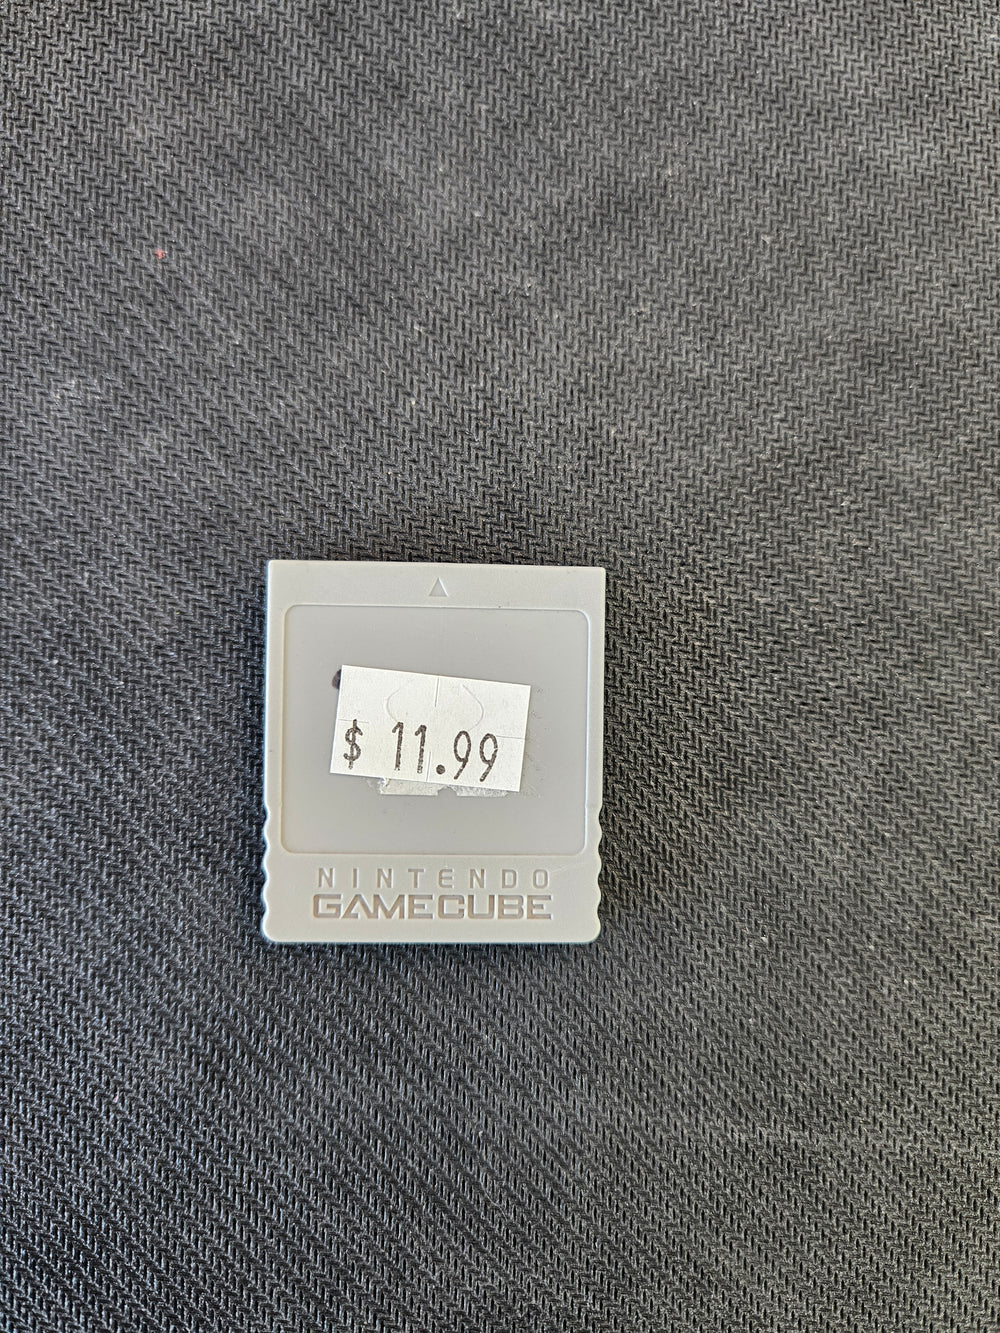 $ 11.99
NINTENDO
GAMECUBE